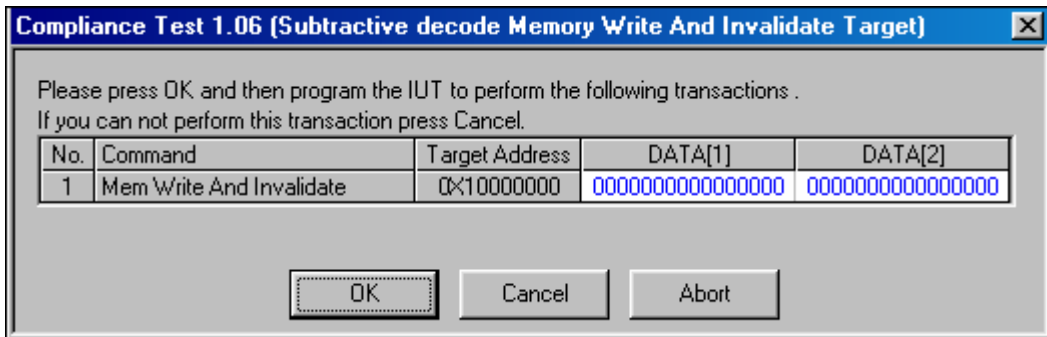 Compliance Test 1.06 (Subtractive decode Memory Write And Invalidate Target)
Please press OK and then program the IUT to perform the following transactions .
If you can not perform this transaction press Cancel.
No. Command Target Address DATA[1] DATA[2]
1 Mem Write And Invalidate 0X10000000 0000000000000000 0000000000000000
OK Cancel Abort